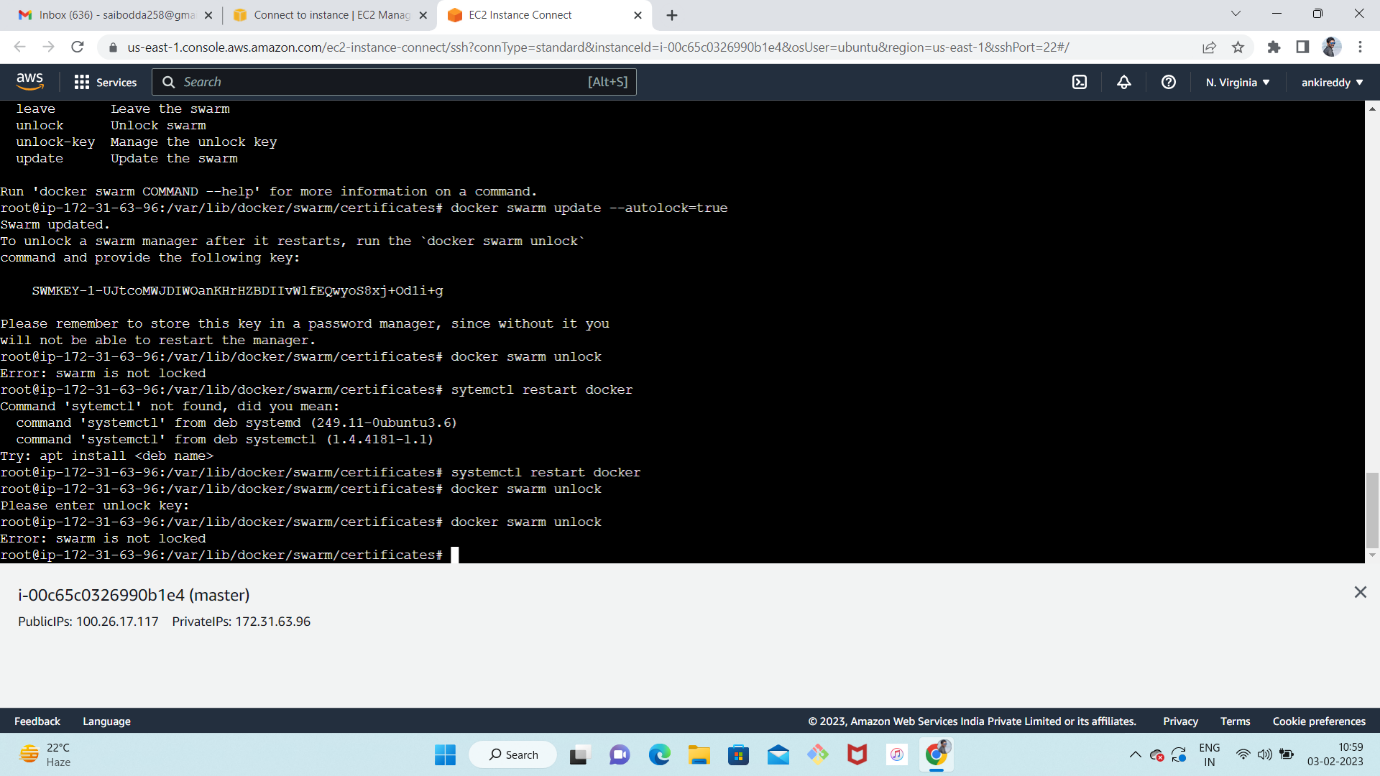 Inbox (636) - saibodda258@gma
Connect to instance | EC2 Manag
EC2 Instance Connect
us-east-1.console.aws.amazon.com/ec2-instance-connect/ssh?connType=standard&instanceId=i-00c65c0326990b1e4&osUser=ubuntu&region=us-east-1&sshPort=22#/
aws
Services
Search
[Alt+S]
N. Virginia
ankireddy
leave       Leave the swarm
unlock      Unlock swarm
unlock-key  Manage the unlock key
update      Update the swarm
Run 'docker swarm COMMAND --help' for more information on a command.
root@ip-172-31-63-96:/var/lib/docker/swarm/certificates# docker swarm update --autolock=true
Swarm updated.
To unlock a swarm manager after it restarts, run the `docker swarm unlock`
command and provide the following key:
SWMKEY-1-UJtcoMWJDIWOanKHrHZBDIIvWlfEQwyoS8xj+Od1i+g
Please remember to store this key in a password manager, since without it you
will not be able to restart the manager.
root@ip-172-31-63-96:/var/lib/docker/swarm/certificates# docker swarm unlock
Error: swarm is not locked
root@ip-172-31-63-96:/var/lib/docker/swarm/certificates# sytemctl restart docker
Command 'sytemctl' not found, did you mean:
command 'systemctl' from deb systemd (249.11-0ubuntu3.6)
command 'systemctl' from deb systemctl (1.4.4181-1.1)
Try: apt install <deb name>
root@ip-172-31-63-96:/var/lib/docker/swarm/certificates# systemctl restart docker
root@ip-172-31-63-96:/var/lib/docker/swarm/certificates# docker swarm unlock
Please enter unlock key:
root@ip-172-31-63-96:/var/lib/docker/swarm/certificates# docker swarm unlock
Error: swarm is not locked
root@ip-172-31-63-96:/var/lib/docker/swarm/certificates#
i-00c65c0326990b1e4 (master)
PublicIPs: 100.26.17.117 PrivateIPs: 172.31.63.96
Feedback
Language
© 2023, Amazon Web Services India Private Limited or its affiliates.
Privacy
Terms
Cookie preferences
22°C
Haze
Search
ENG
IN
10:59
03-02-2023